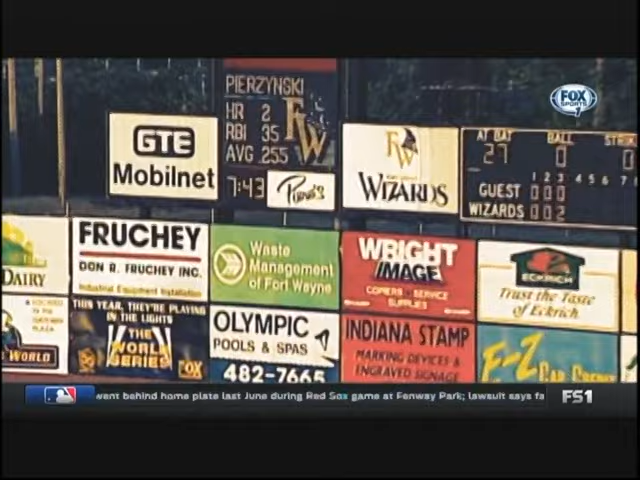 PIERZYNSKI
HR 2
RBI 35
AVG .255
FW
7:43
GTE
Mobilnet
FW
WIZARDS
AT BAT BALL
27 0 0
1 2 3 4 5 6 7
GUEST 0 0 0
WIZARDS 0 0 2
FOX
SPORTS
DAIRY
FRUCHEY
DON R. FRUCHEY INC.
Industrial Equipment Installation
Waste
Management
of Fort Wayne
WRIGHT
IMAGE
COPIERS • SERVICE
SUPPLIES
ECKRICH
Trust the Taste
of Eckrich.
WORLD
THIS YEAR, THEY'RE PLAYING
IN THE LIGHTS
THE
WORLD
SERIES
FOX
OLYMPIC
POOLS & SPAS
482-7665
INDIANA STAMP
MARKING DEVICES &
ENGRAVED SIGNAGE
E-Z
CAR CREDIT
went behind home plate last June during Red Sox game at Fenway Park; lawsuit says fa
FS1